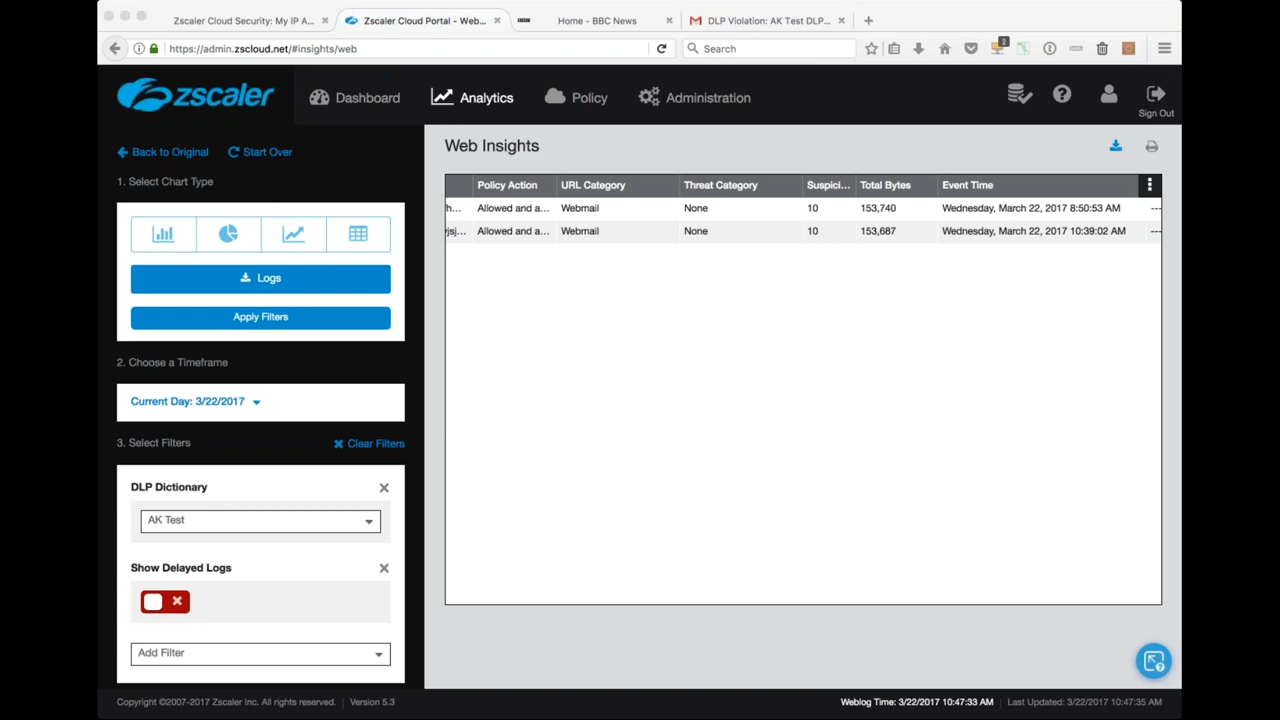 Zscaler Cloud Security: My IP A...
Zscaler Cloud Portal - Web...
BBC
Home - BBC News
DLP Violation: AK Test DLP...
https://admin.zscloud.net/#insights/web
Search
2
zscaler
Dashboard
Analytics
Policy
Administration
Sign Out
Back to Original
Start Over
Web Insights
1. Select Chart Type
Policy Action URL Category Threat Category Suspici... Total Bytes Event Time
h... Allowed and a... Webmail None 10 153,740 Wednesday, March 22, 2017 8:50:53 AM ---
jsj... Allowed and a... Webmail None 10 153,687 Wednesday, March 22, 2017 10:39:02 AM ---
Logs
Apply Filters
2. Choose a Timeframe
Current Day: 3/22/2017
3. Select Filters
Clear Filters
DLP Dictionary
AK Test
Show Delayed Logs
Add Filter
Copyright ©2007-2017 Zscaler Inc. All rights reserved. | Version 5.3
Weblog Time: 3/22/2017 10:47:33 AM | Last Updated: 3/22/2017 10:47:35 AM